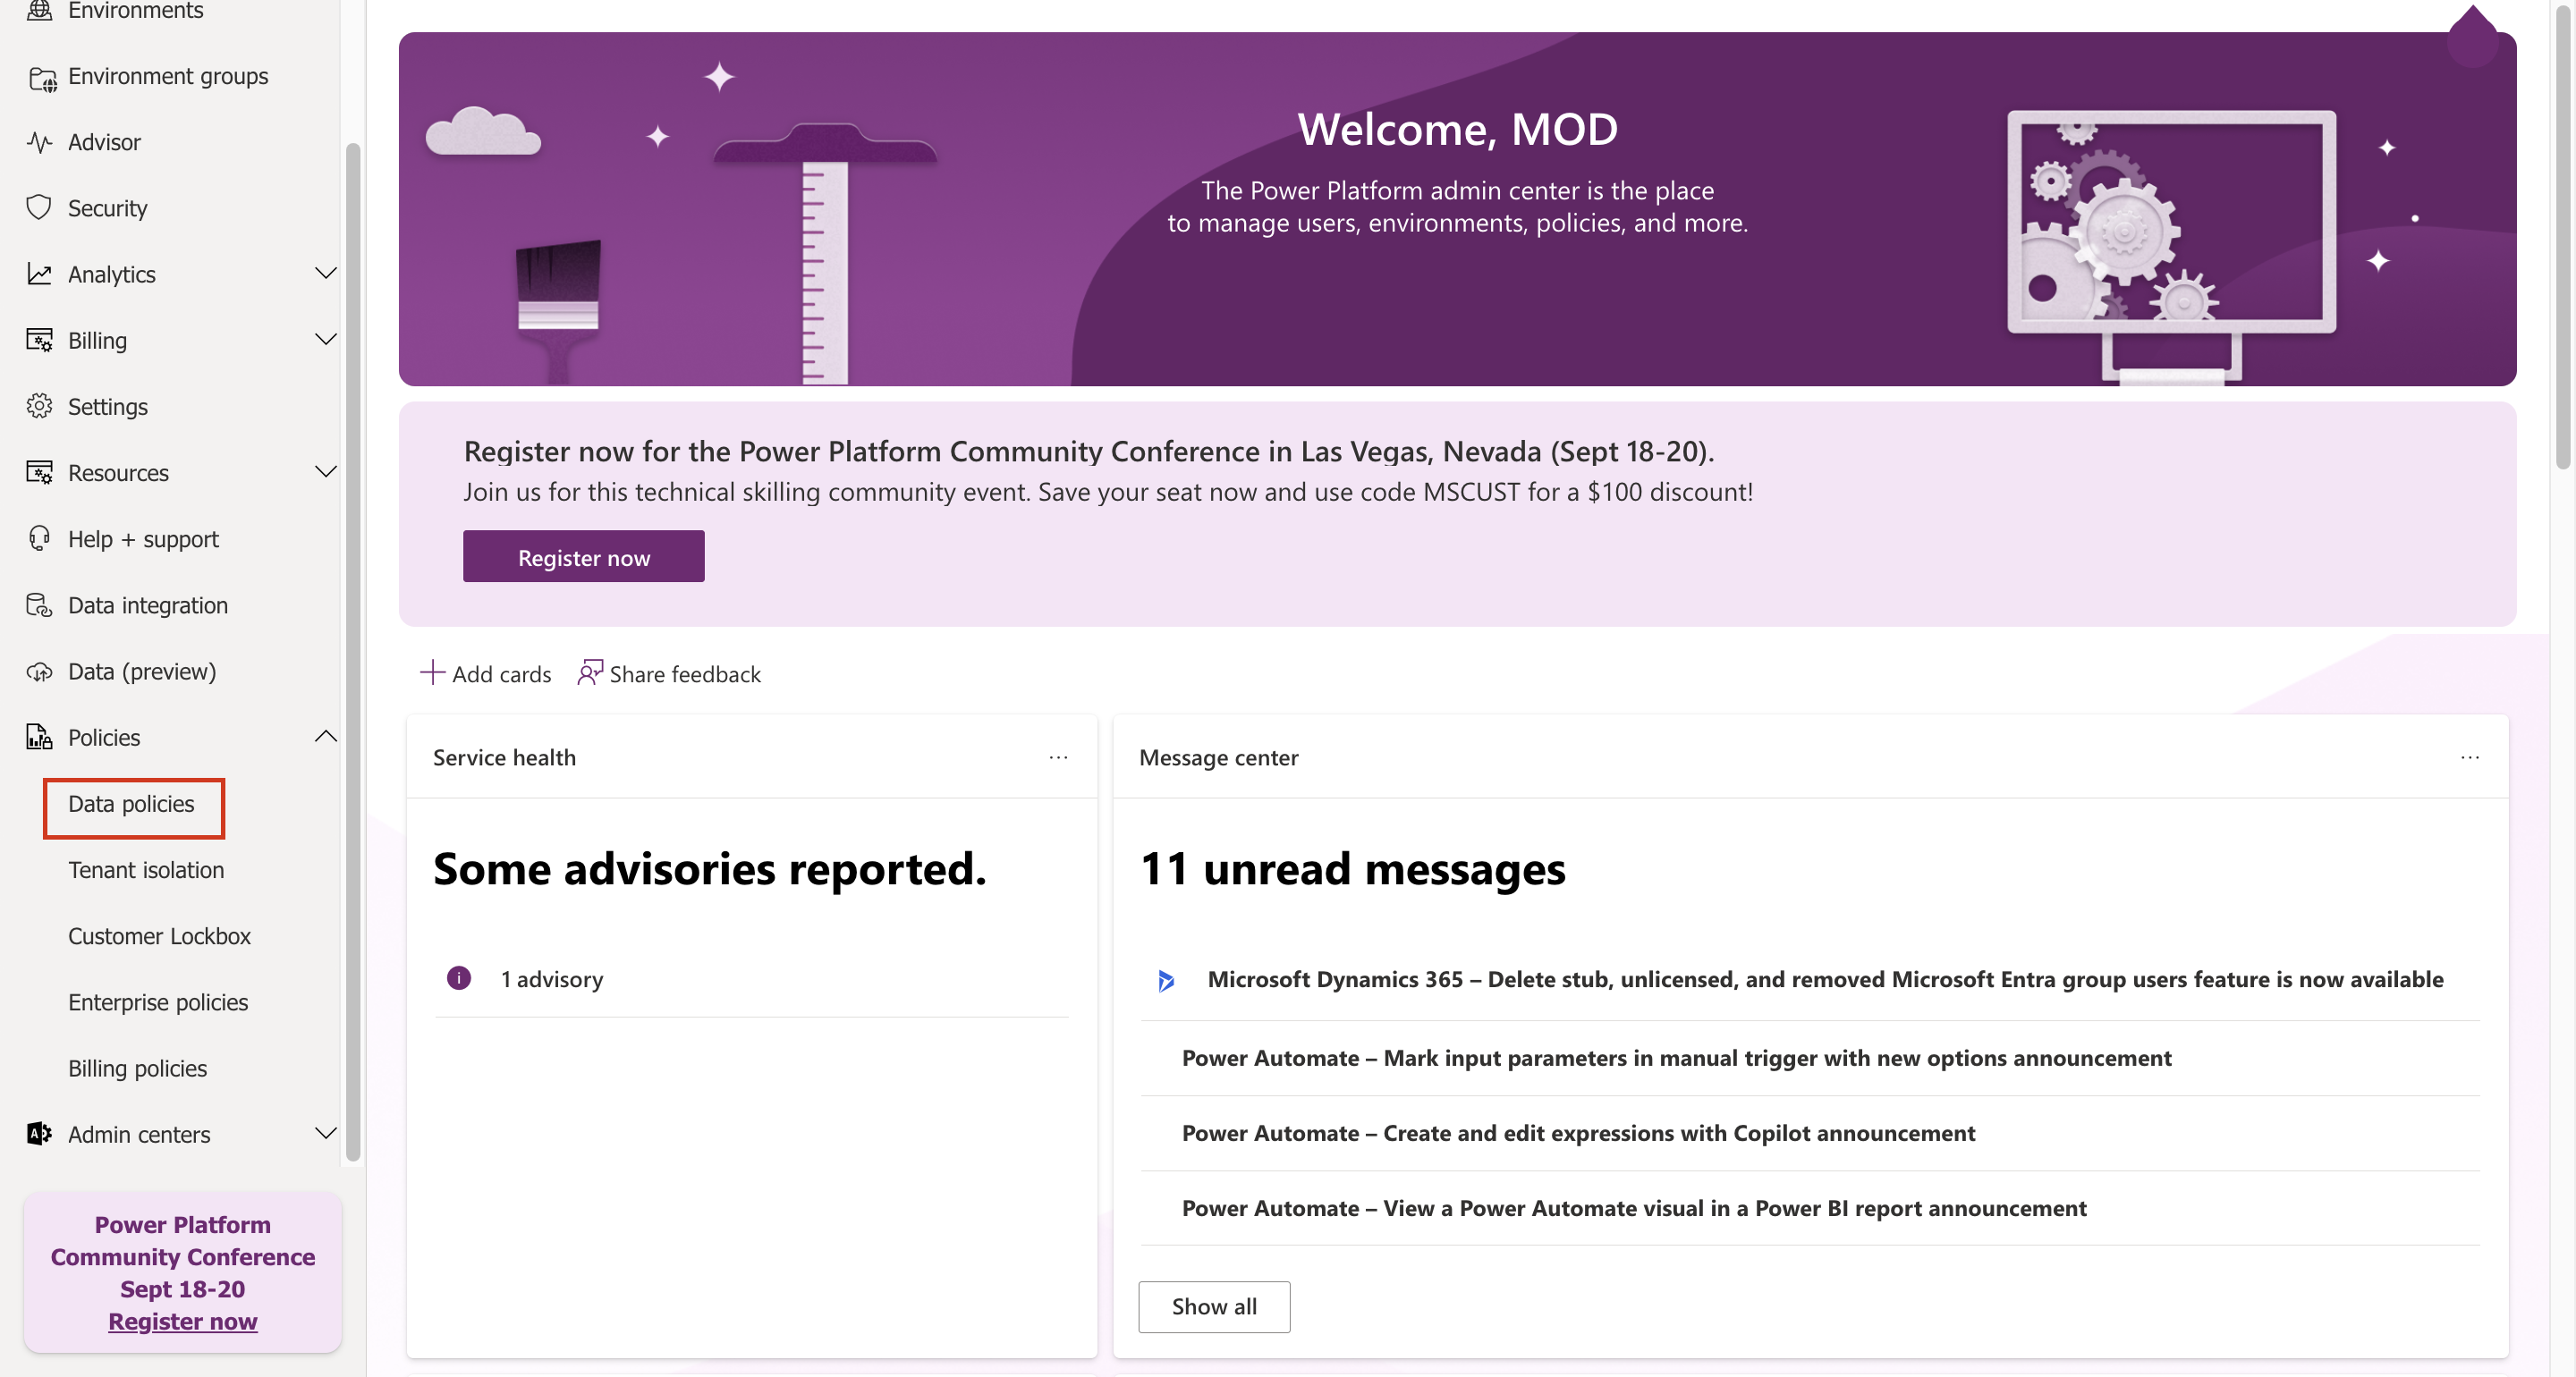 Environments
Environment groups
Advisor
Security
Analytics
Billing
Settings
Resources
Help + support
Data integration
Data (preview)
Policies
Data policies
Tenant isolation
Customer Lockbox
Enterprise policies
Billing policies
Admin centers
Power Platform
Community Conference
Sept 18-20
Register now
Welcome, MOD
The Power Platform admin center is the place
to manage users, environments, policies, and more.
Register now for the Power Platform Community Conference in Las Vegas, Nevada (Sept 18-20).
Join us for this technical skilling community event. Save your seat now and use code MSCUST for a $100 discount!
Register now
Add cards
Share feedback
Service health
Some advisories reported.
1 advisory
Message center
11 unread messages
Microsoft Dynamics 365 – Delete stub, unlicensed, and removed Microsoft Entra group users feature is now available
Power Automate – Mark input parameters in manual trigger with new options announcement
Power Automate – Create and edit expressions with Copilot announcement
Power Automate – View a Power Automate visual in a Power BI report announcement
Show all